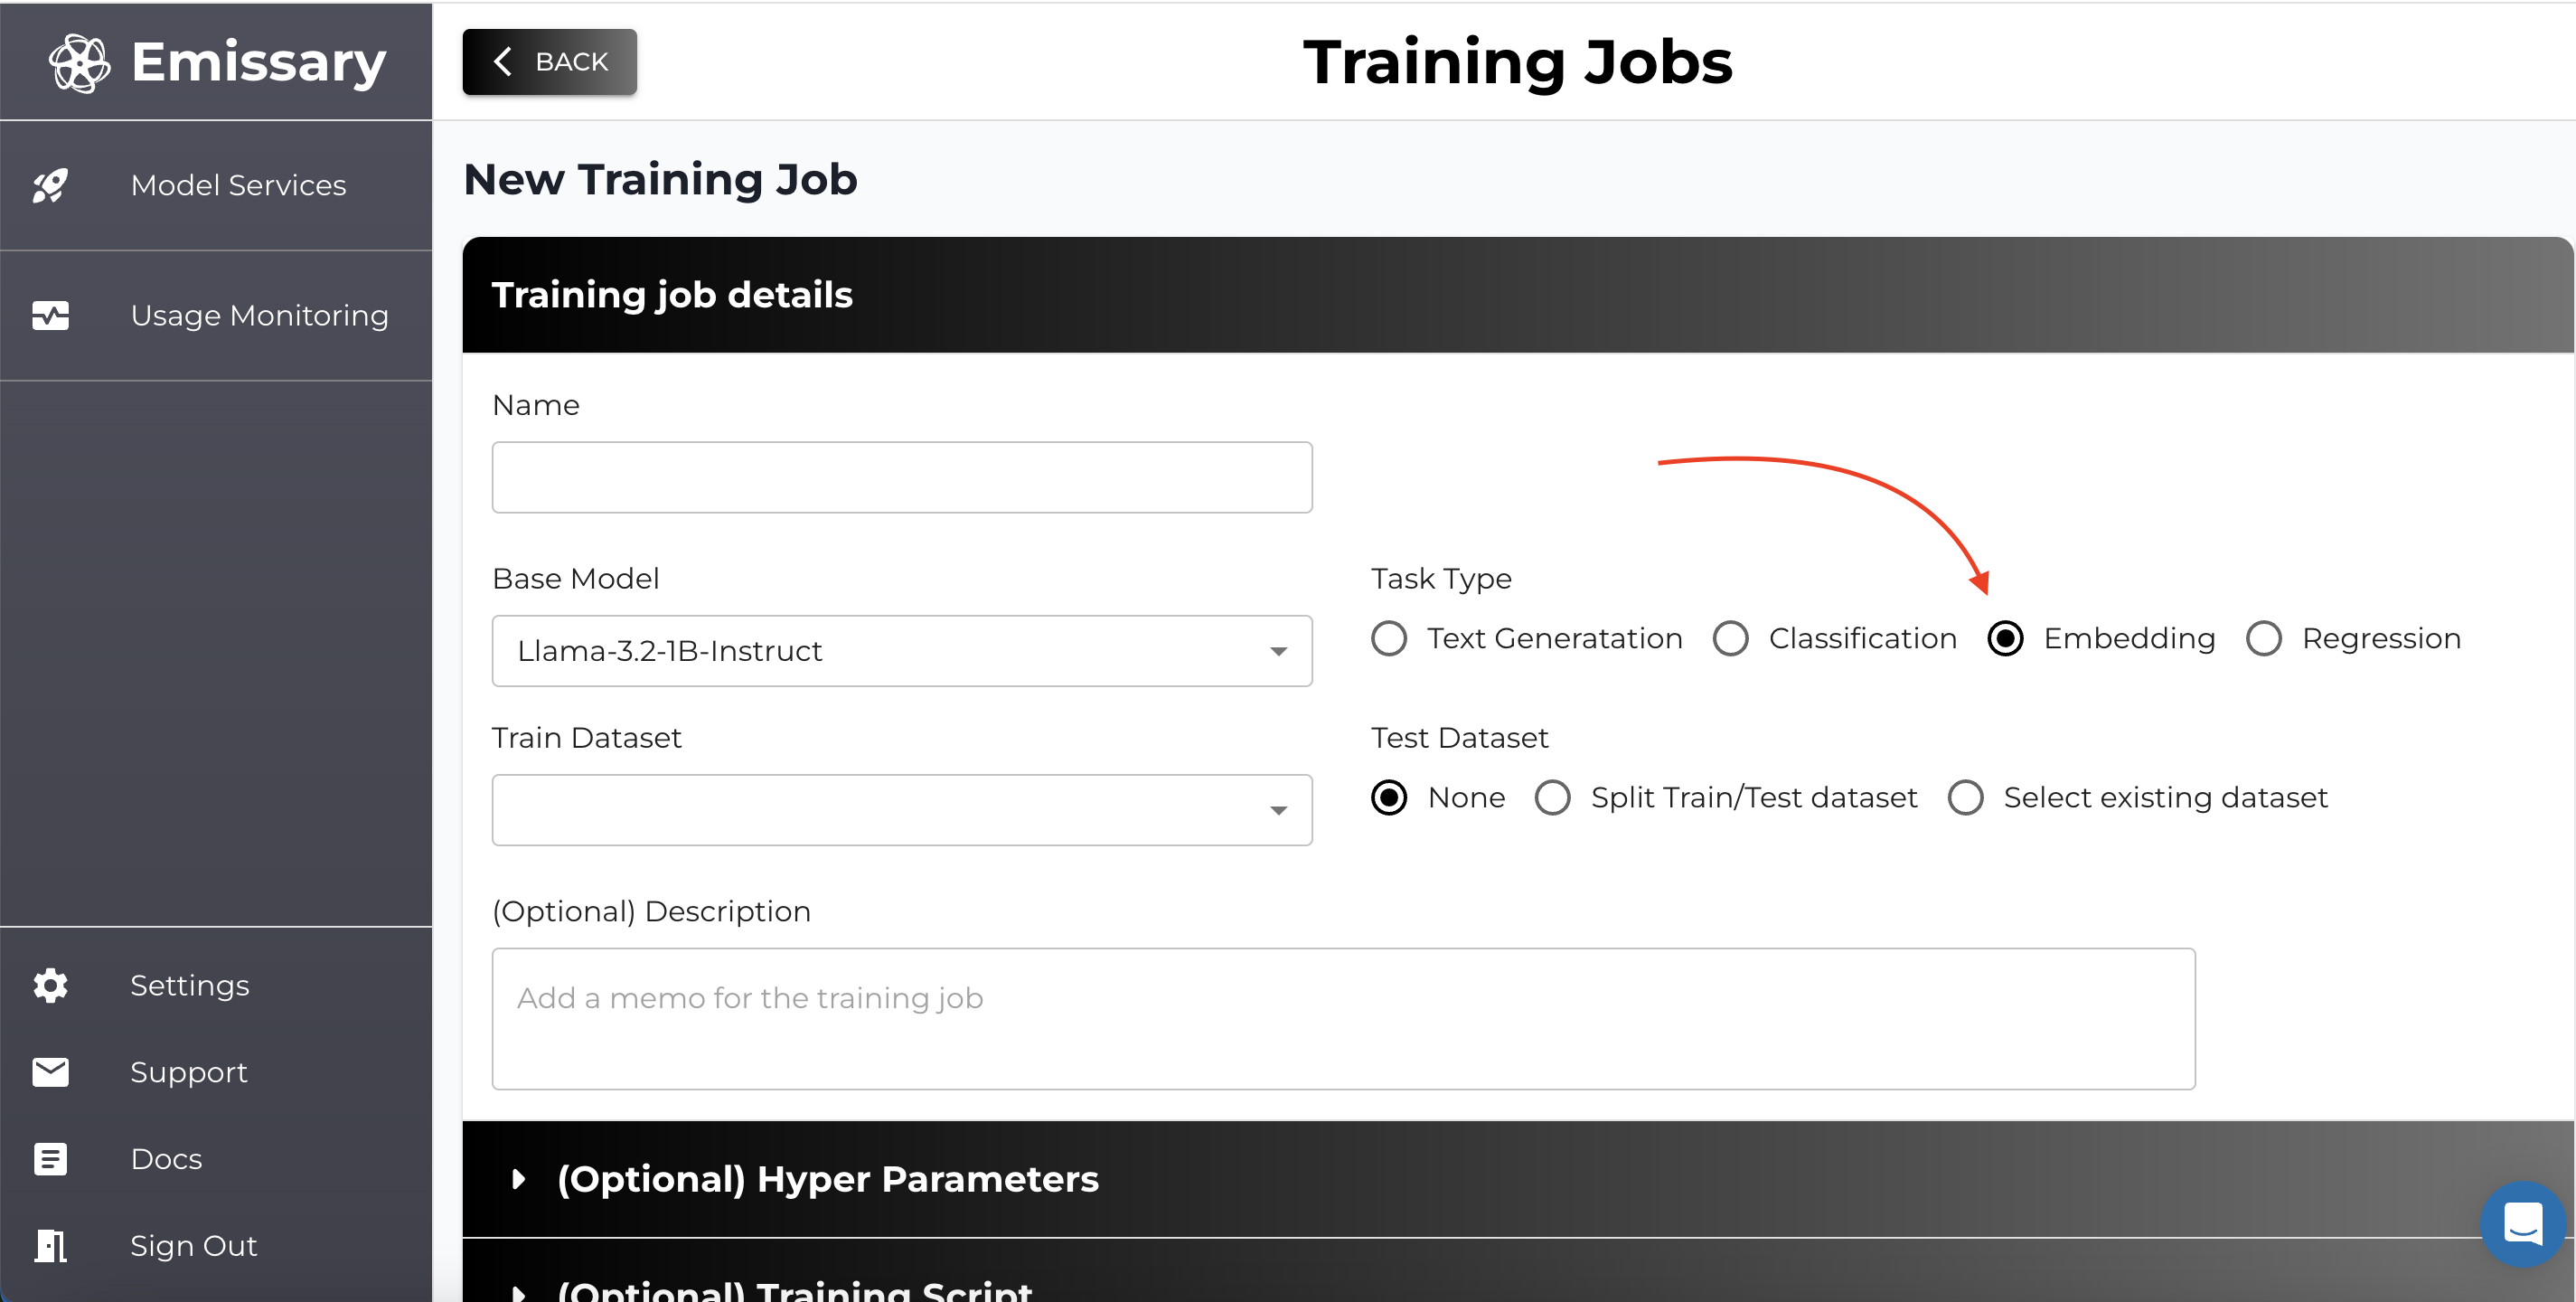 Emissary
BACK
Training Jobs
Model Services
Usage Monitoring
New Training Job
Training job details
Name
Base Model
Llama-3.2-1B-Instruct
Task Type
Text Generatation Classification Embedding Regression
Train Dataset
Test Dataset
None Split Train/Test dataset Select existing dataset
(Optional) Description
Add a memo for the training job
(Optional) Hyper Parameters
(Optional) Training Script
Settings
Support
Docs
Sign Out